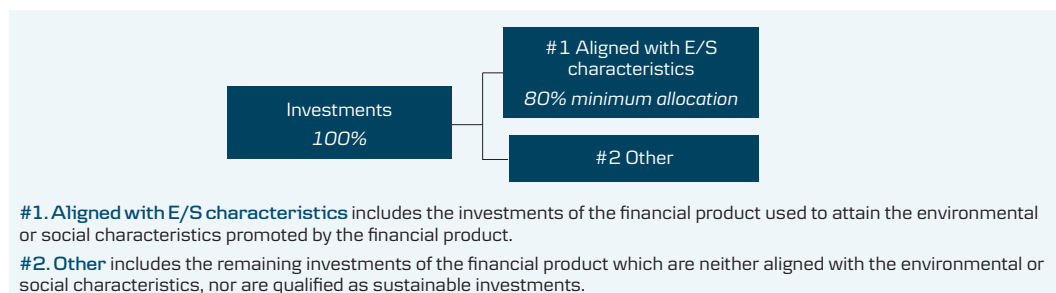 #1 Aligned with E/S
characteristics
80% minimum allocation
Investments
100%
#2 Other
#1. Aligned with E/S characteristics includes the investments of the financial product used to attain the environmental
or social characteristics promoted by the financial product.
#2. Other includes the remaining investments of the financial product which are neither aligned with the environmental or
social characteristics, nor are qualified as sustainable investments.